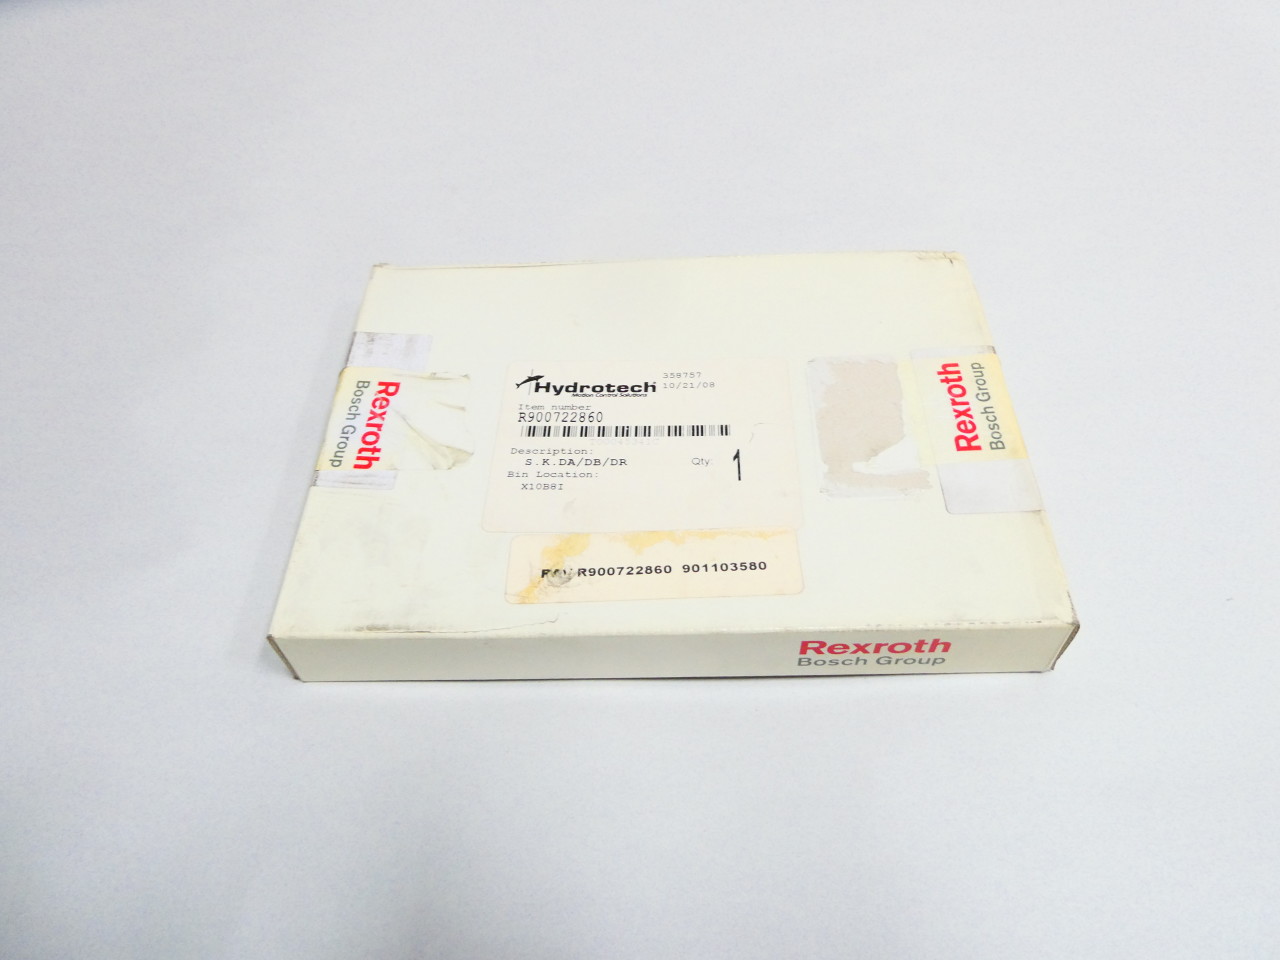 Hydrotech
Motion Control Solutions
358757
10/21/08
Item number
R900722860
Description:
S.K.DA/DB/DR
Qty
1
Bin Location:
X10B8I
R900722860 901103580
Rexroth
Bosch Group
Rexroth
Bosch Group
Rexroth
Bosch Group